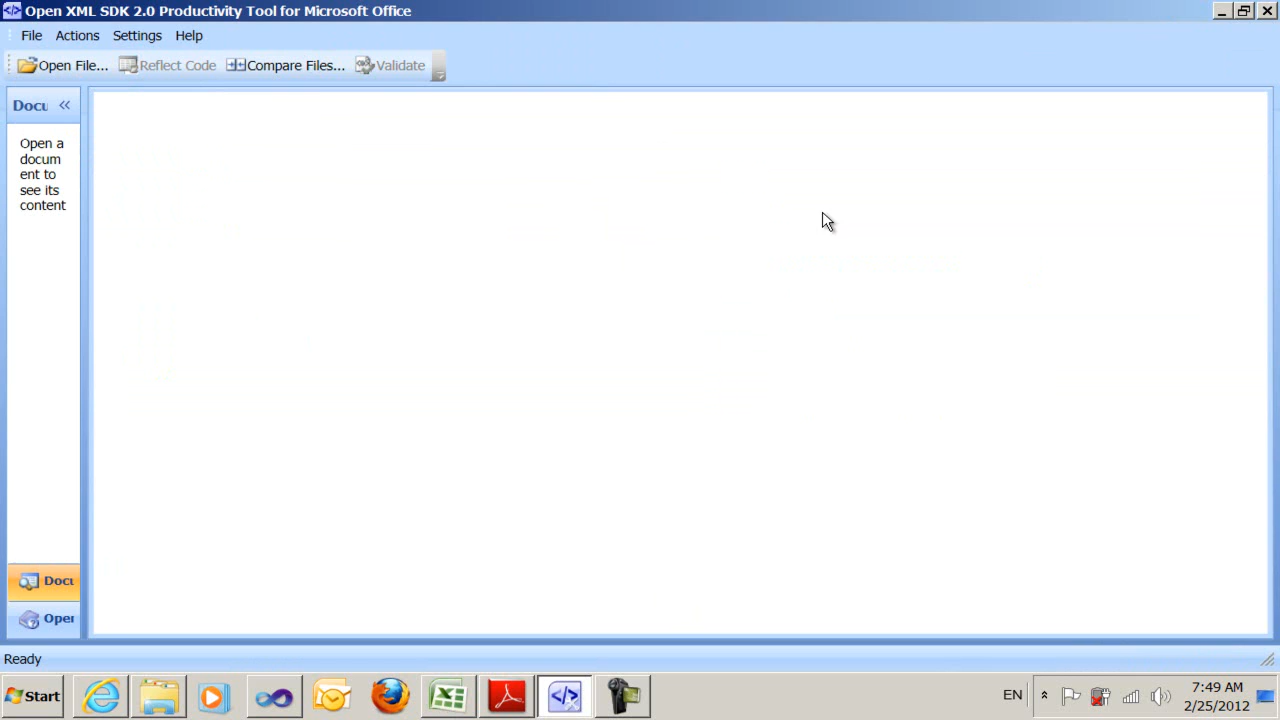 Open XML SDK 2.0 Productivity Tool for Microsoft Office
File Actions Settings Help
Open File... Reflect Code Compare Files... Validate
Docu
Open a
docum
ent to
see its
content
Docu
Oper
Ready
Start
EN
7:49 AM
2/25/2012